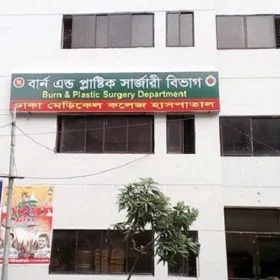 বার্ন এন্ড প্লাষ্টিক সার্জারী বিভাগ
Burn & Plastic Surgery Department
ঢাকা মেডিকেল কলেজ হাসপাতাল